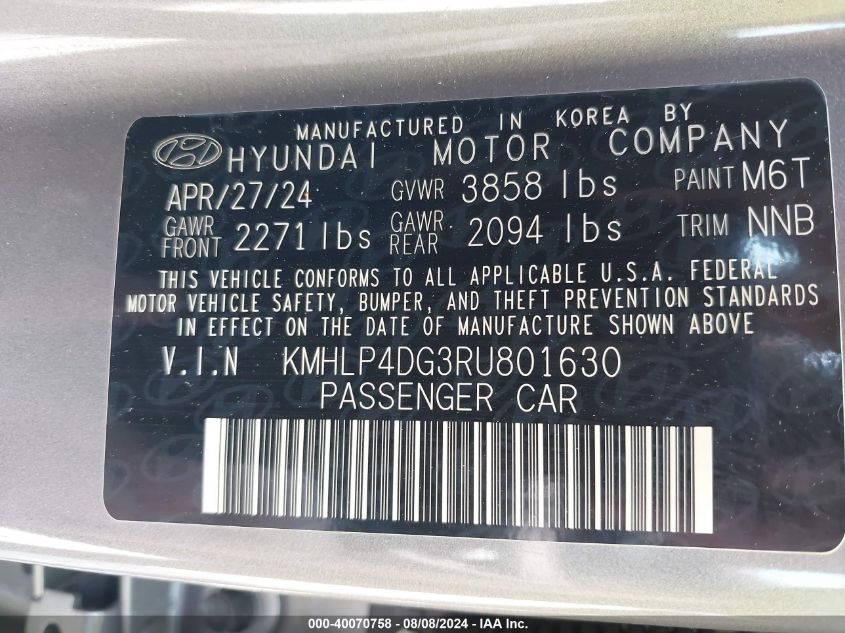 MANUFACTURED IN KOREA BY
HYUNDAI MOTOR COMPANY
APR/27/24 GVWR 3858 lbs PAINT M6T
GAWR FRONT 2271 lbs GAWR REAR 2094 lbs TRIM NNB
THIS VEHICLE CONFORMS TO ALL APPLICABLE U.S.A. FEDERAL
MOTOR VEHICLE SAFETY, BUMPER, AND THEFT PREVENTION STANDARDS
IN EFFECT ON THE DATE OF MANUFACTURE SHOWN ABOVE
V.I.N KMHLP4DG3RU801630
PASSENGER CAR
000-40070758 - 08/08/2024 - IAA Inc.